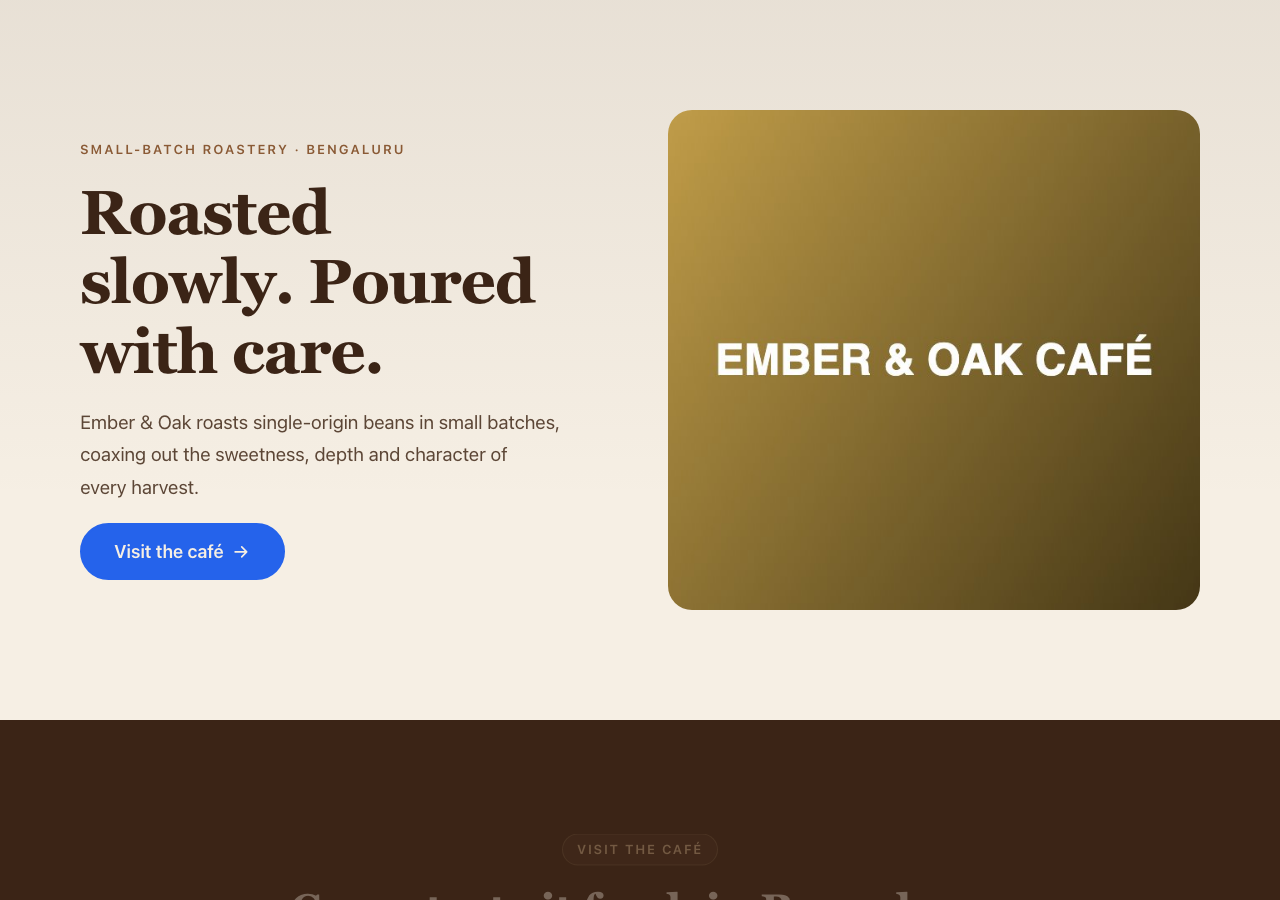 SMALL-BATCH ROASTERY · BENGALURU
Roasted
slowly. Poured
with care.
Ember & Oak roasts single-origin beans in small batches,
coaxing out the sweetness, depth and character of
every harvest.
Visit the café →
EMBER & OAK CAFÉ
VISIT THE CAFÉ